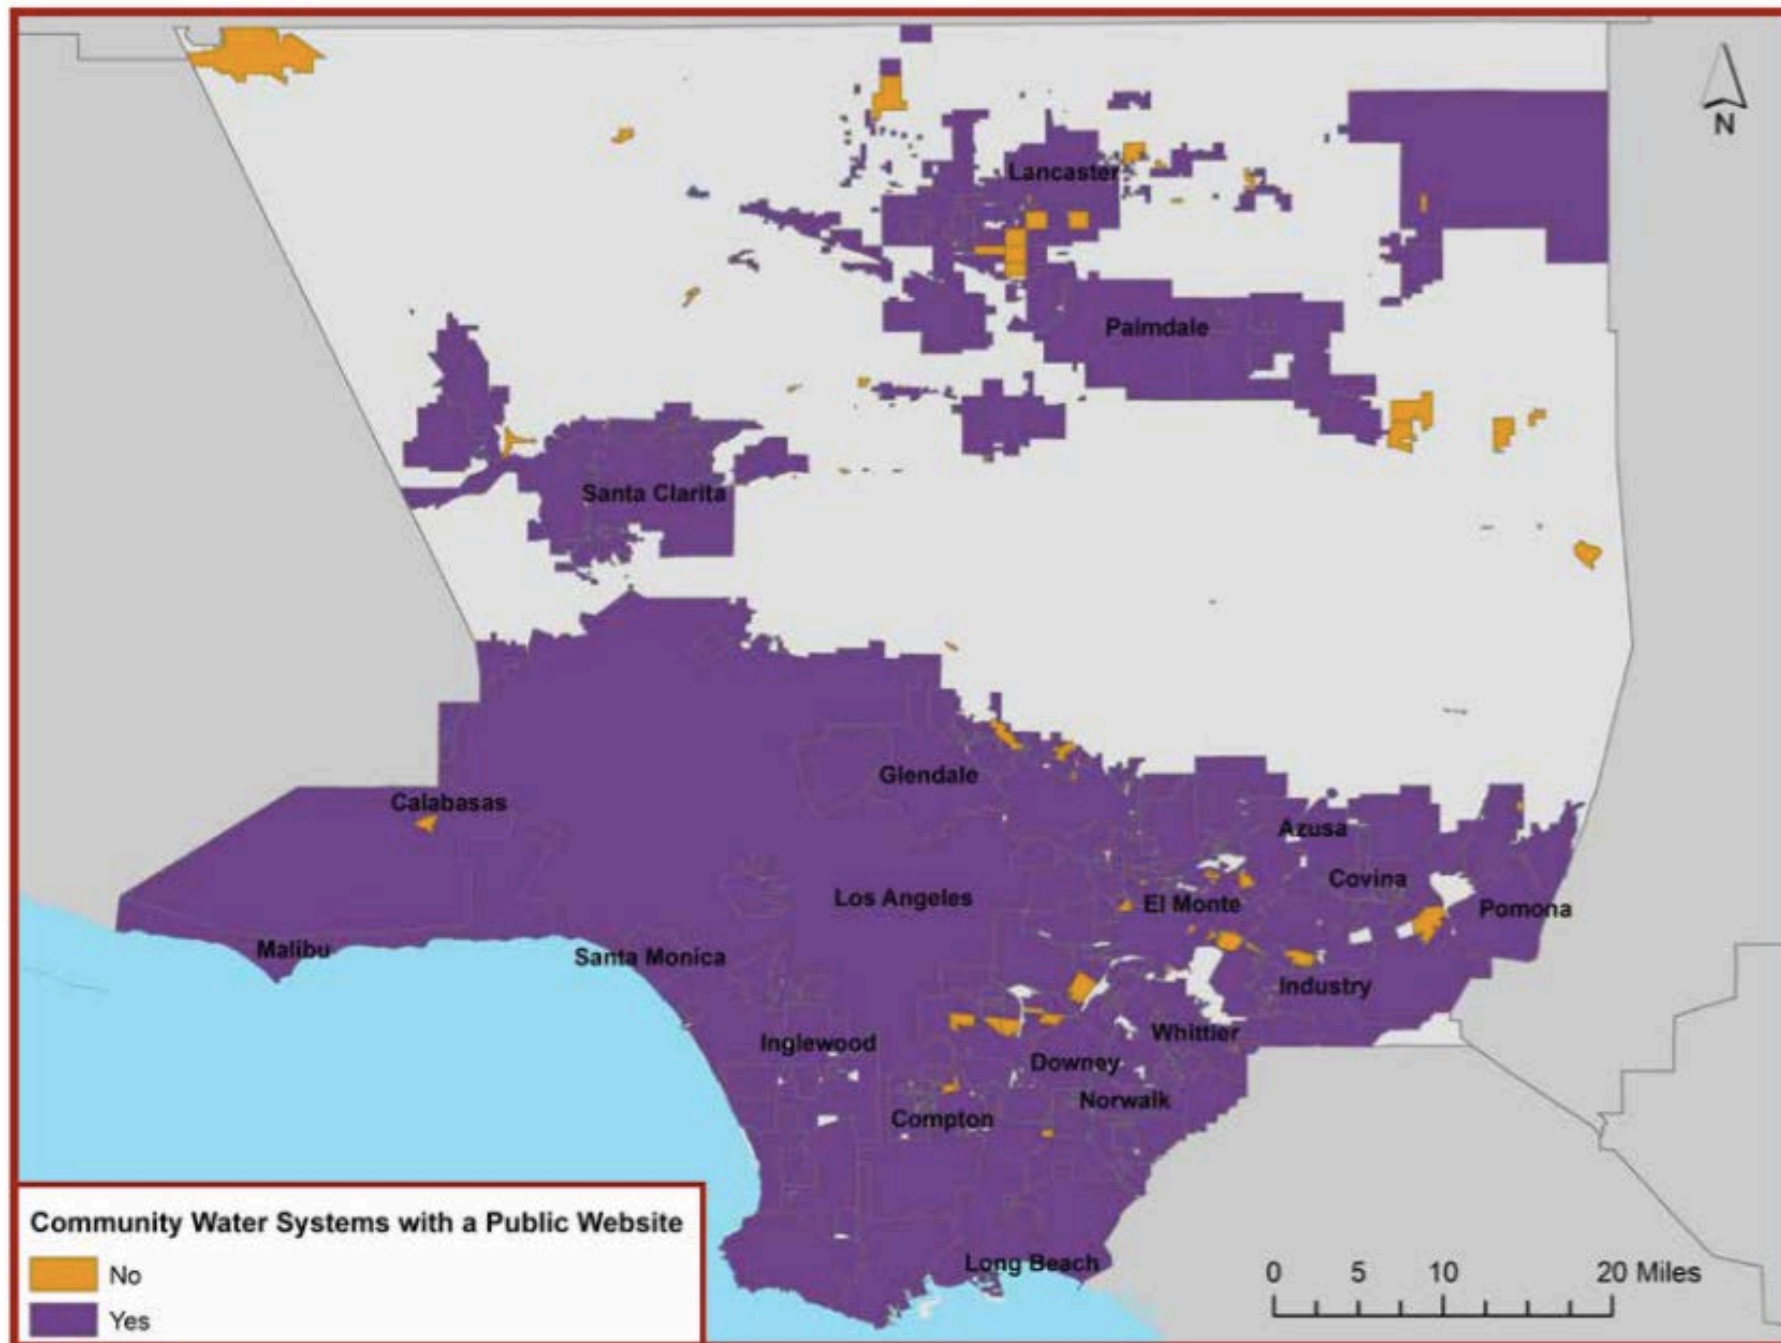 N
Lancaster
Palmdale
Santa Clarita
Glendale
Calabasas
Azusa
Covina
Los Angeles
El Monte
Pomona
Malibu
Santa Monica
Industry
Inglewood
Whittier
Downey
Norwalk
Compton
Long Beach
Community Water Systems with a Public Website
No
Yes
0 5 10 20 Miles